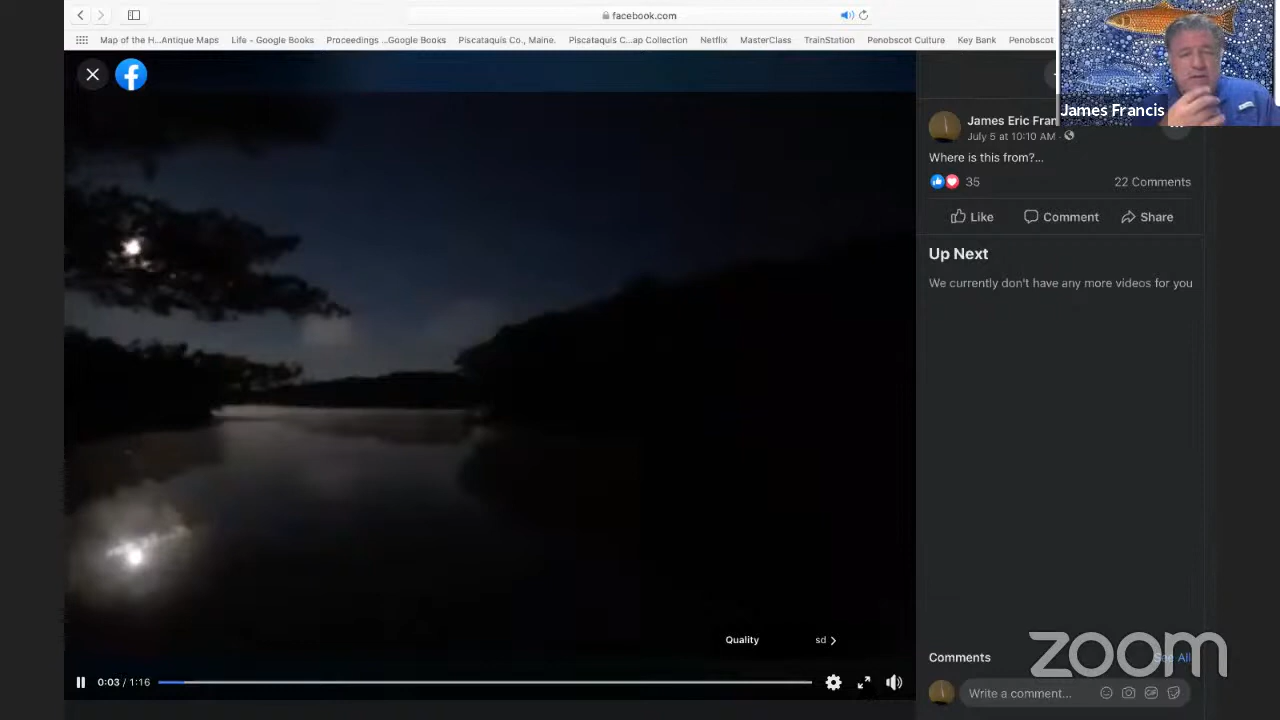 facebook.com
Map of the H...Antique Maps
Life - Google Books
Proceedings ...Google Books
Piscataquis Co., Maine.
Piscataquis C...ap Collection
Netflix
MasterClass
TrainStation
Penobscot Culture
Key Bank
Penobscot
James Francis
James Eric Fran
July 5 at 10:10 AM
Where is this from?...
35
22 Comments
Like
Comment
Share
Up Next
We currently don't have any more videos for you
Quality
sd
0:03 / 1:16
Comments
See All
Write a comment...
GIF
zoom